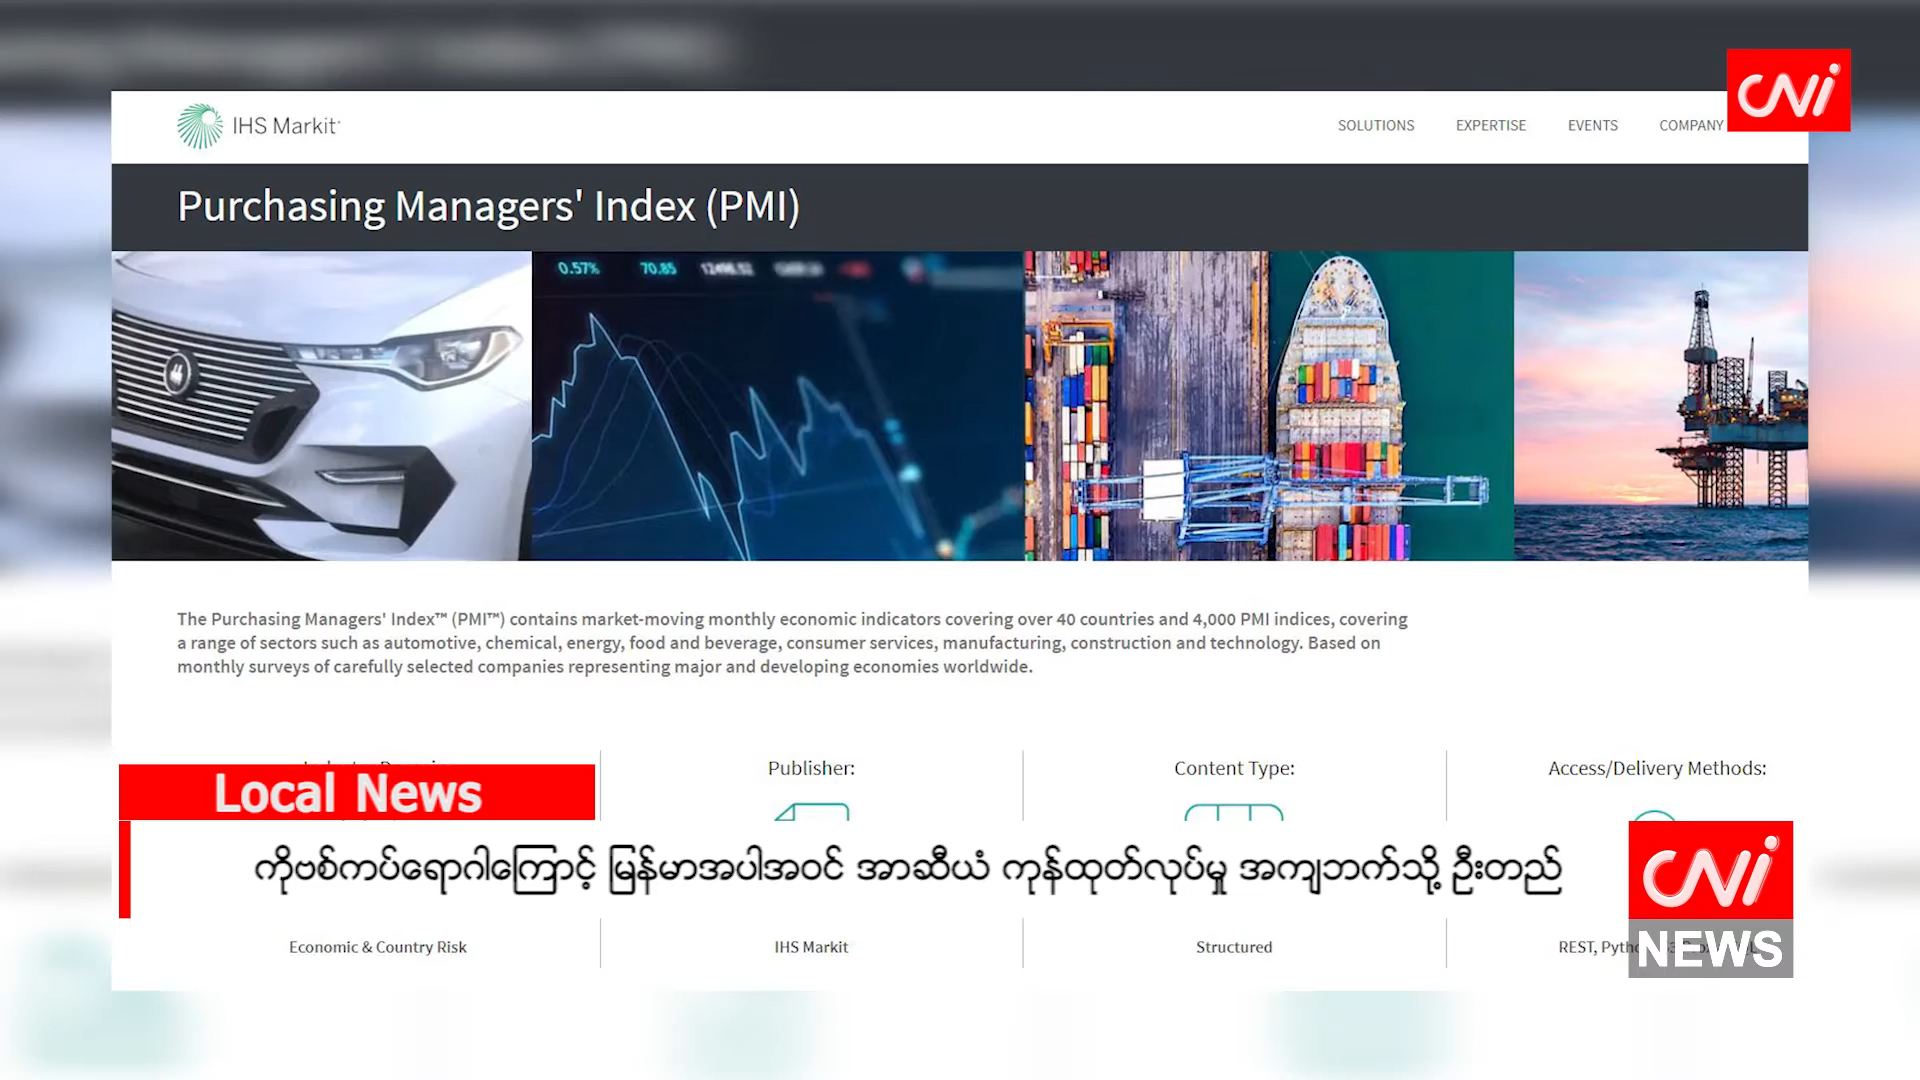 CNi
IHS Markit
SOLUTIONS EXPERTISE EVENTS COMPANY
Purchasing Managers' Index (PMI)
0.57% 70.85
The Purchasing Managers' Index™ (PMI™) contains market-moving monthly economic indicators covering over 40 countries and 4,000 PMI indices, covering
a range of sectors such as automotive, chemical, energy, food and beverage, consumer services, manufacturing, construction and technology. Based on
monthly surveys of carefully selected companies representing major and developing economies worldwide.
Publisher: Content Type: Access/Delivery Methods:
Local News
ကိုဗစ်ကပ်ရောဂါကြောင့် မြန်မာအပါအဝင် အာဆီယံ ကုန်ထုတ်လုပ်မှု အကျဘက်သို့ ဦးတည်
CNi
NEWS
Economic & Country Risk IHS Markit Structured REST,